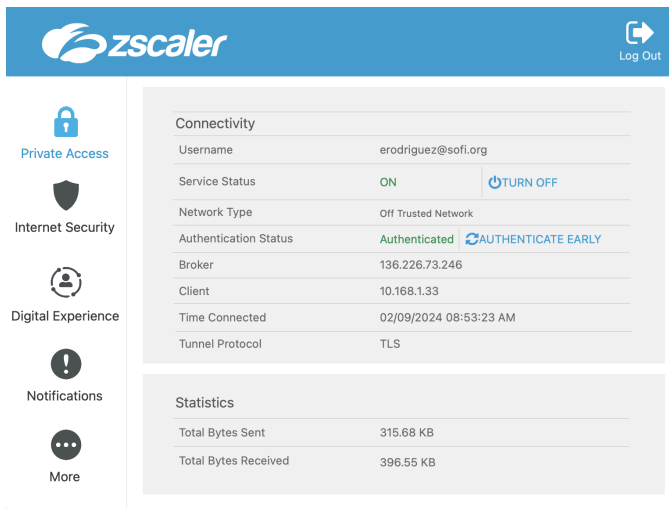 zscaler
Log Out
Private Access
Internet Security
Digital Experience
Notifications
More
Connectivity
Username erodriguez@sofi.org
Service Status ON TURN OFF
Network Type Off Trusted Network
Authentication Status Authenticated AUTHENTICATE EARLY
Broker 136.226.73.246
Client 10.168.1.33
Time Connected 02/09/2024 08:53:23 AM
Tunnel Protocol TLS
Statistics
Total Bytes Sent 315.68 KB
Total Bytes Received 396.55 KB